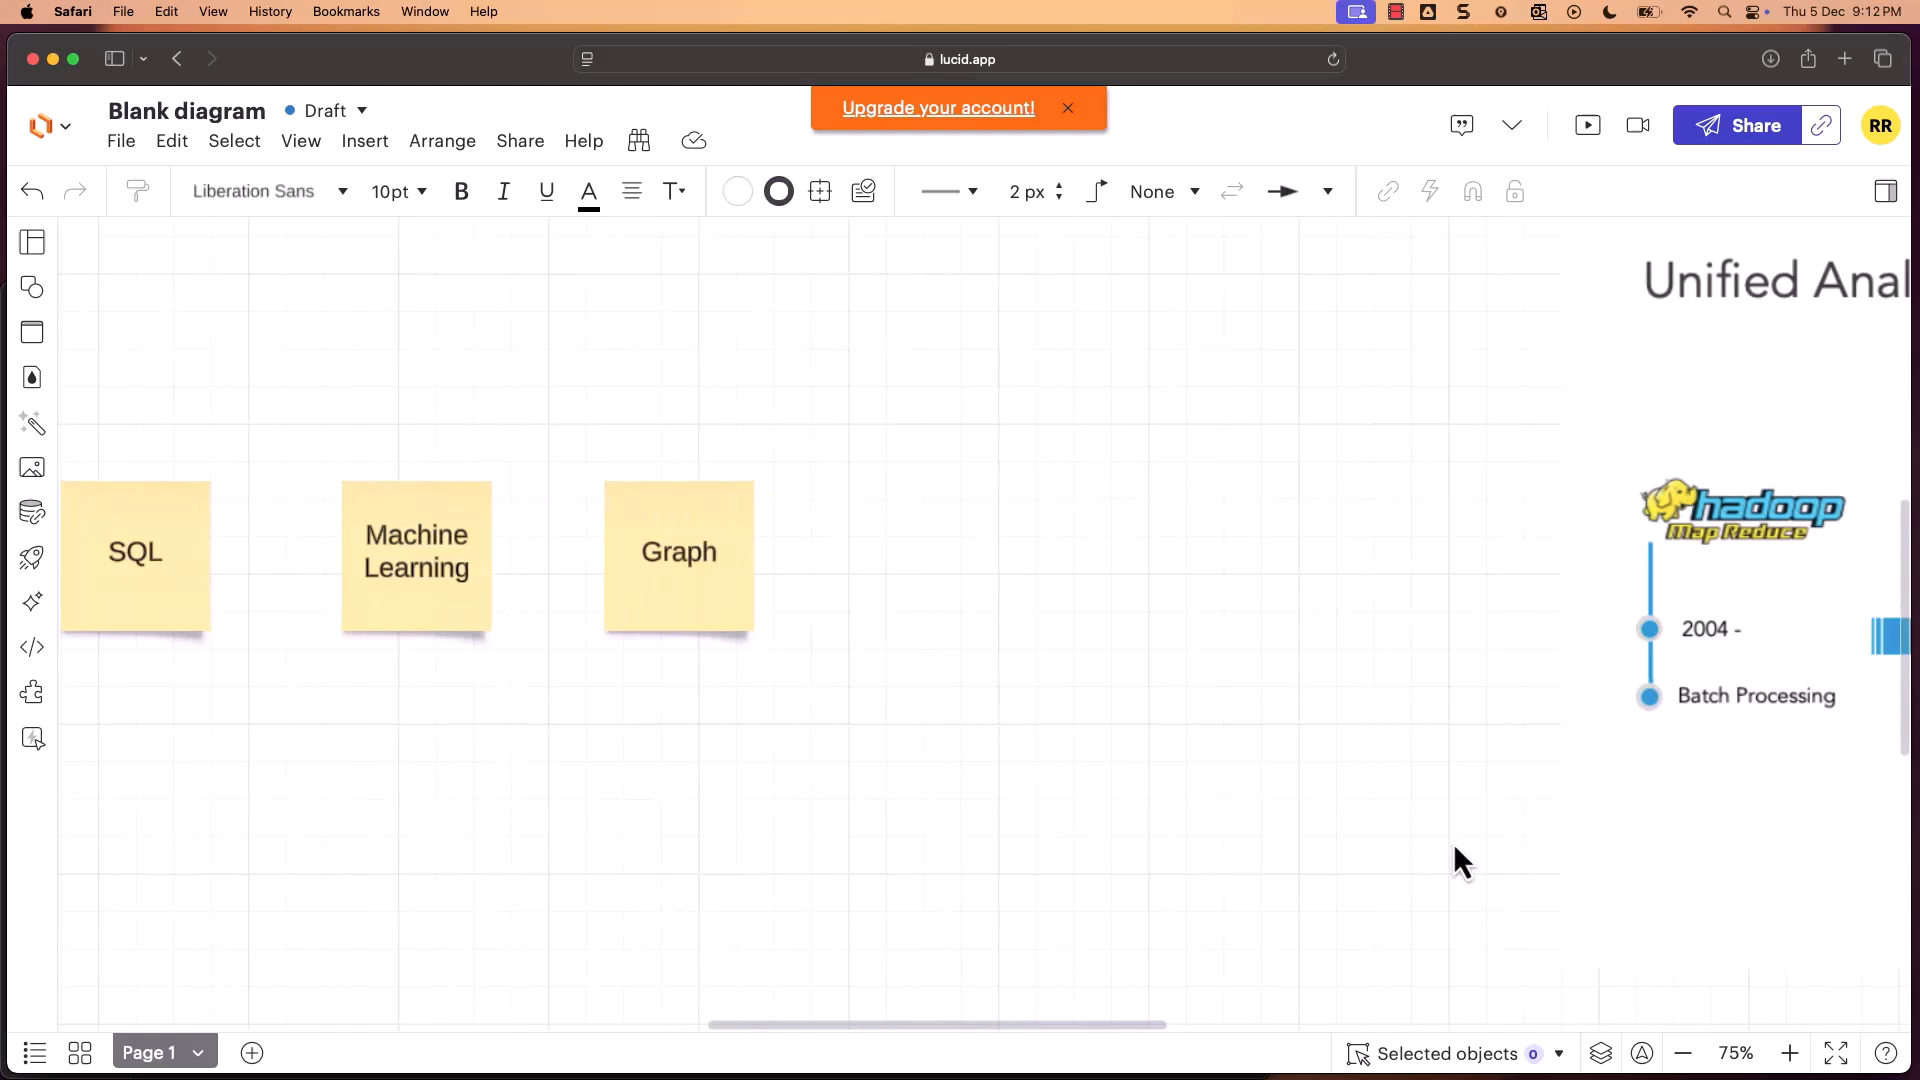 Safari File Edit View History Bookmarks Window Help Thu 5 Dec 9:12 PM
lucid.app
Blank diagram Draft
Upgrade your account!
File Edit Select View Insert Arrange Share Help
Share RR
Liberation Sans 10pt B I U A T 2 px None
Unified Anal
SQL
Machine
Learning
Graph
hadoop
Map Reduce
2004 -
Batch Processing
Page 1 Selected objects 0 75%